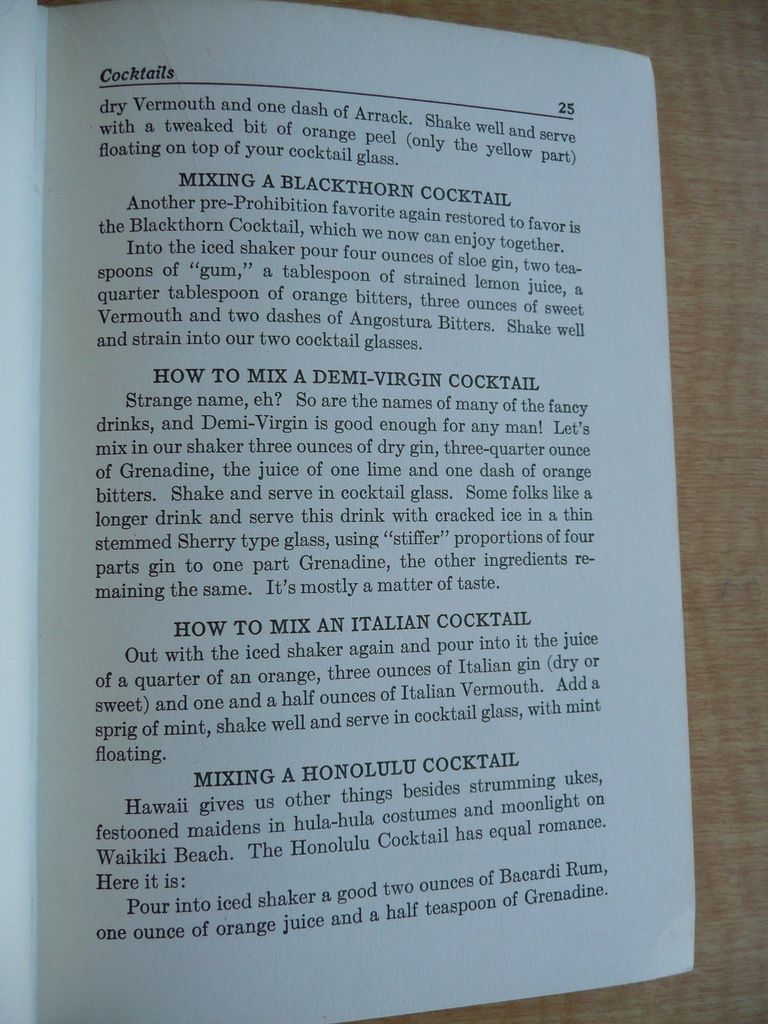 Cocktails 25
dry Vermouth and one dash of Arrack. Shake well and serve
with a tweaked bit of orange peel (only the yellow part)
floating on top of your cocktail glass.
MIXING A BLACKTHORN COCKTAIL
Another pre-Prohibition favorite again restored to favor is
the Blackthorn Cocktail, which we now can enjoy together.
Into the iced shaker pour four ounces of sloe gin, two tea-
spoons of "gum," a tablespoon of strained lemon juice, a
quarter tablespoon of orange bitters, three ounces of sweet
Vermouth and two dashes of Angostura Bitters. Shake well
and strain into our two cocktail glasses.
HOW TO MIX A DEMI-VIRGIN COCKTAIL
Strange name, eh? So are the names of many of the fancy
drinks, and Demi-Virgin is good enough for any man! Let's
mix in our shaker three ounces of dry gin, three-quarter ounce
of Grenadine, the juice of one lime and one dash of orange
bitters. Shake and serve in cocktail glass. Some folks like a
longer drink and serve this drink with cracked ice in a thin
stemmed Sherry type glass, using "stiffer" proportions of four
parts gin to one part Grenadine, the other ingredients re-
maining the same. It's mostly a matter of taste.
HOW TO MIX AN ITALIAN COCKTAIL
Out with the iced shaker again and pour into it the juice
of a quarter of an orange, three ounces of Italian gin (dry or
sweet) and one and a half ounces of Italian Vermouth. Add a
sprig of mint, shake well and serve in cocktail glass, with mint
floating.
MIXING A HONOLULU COCKTAIL
Hawaii gives us other things besides strumming ukes,
festooned maidens in hula-hula costumes and moonlight on
Waikiki Beach. The Honolulu Cocktail has equal romance.
Here it is:
Pour into iced shaker a good two ounces of Bacardi Rum,
one ounce of orange juice and a half teaspoon of Grenadine.